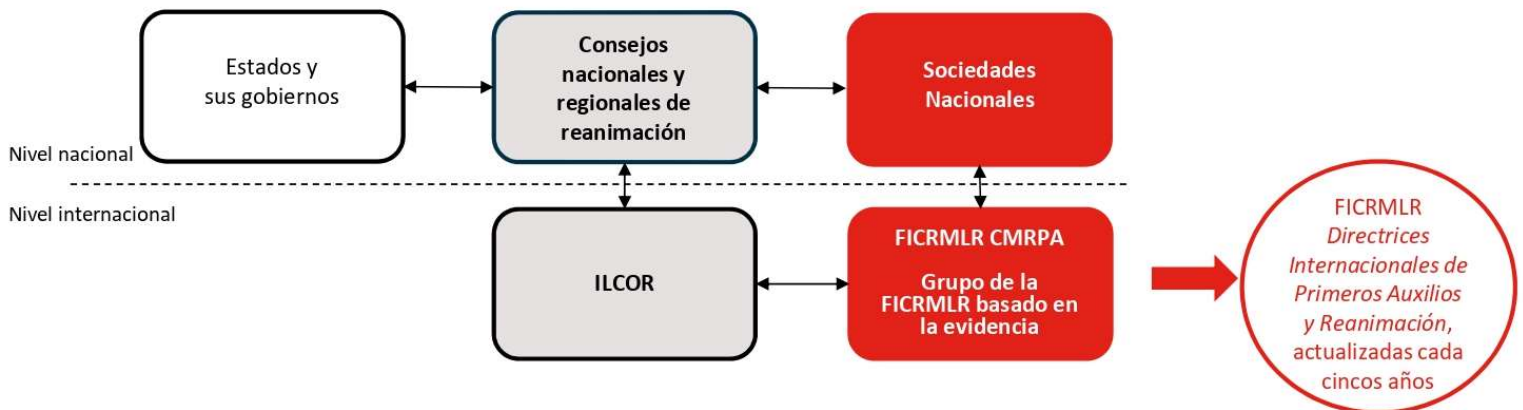 Estados y
sus gobiernos
Consejos
nacionales y
regionales de
reanimación
Sociedades
Nacionales
Nivel nacional
Nivel internacional
ILCOR
FICRMLR CMRPA
Grupo de la
FICRMLR basado en
la evidencia
FICRMLR
Directrices
Internacionales de
Primeros Auxilios
y Reanimación,
actualizadas cada
cincos años